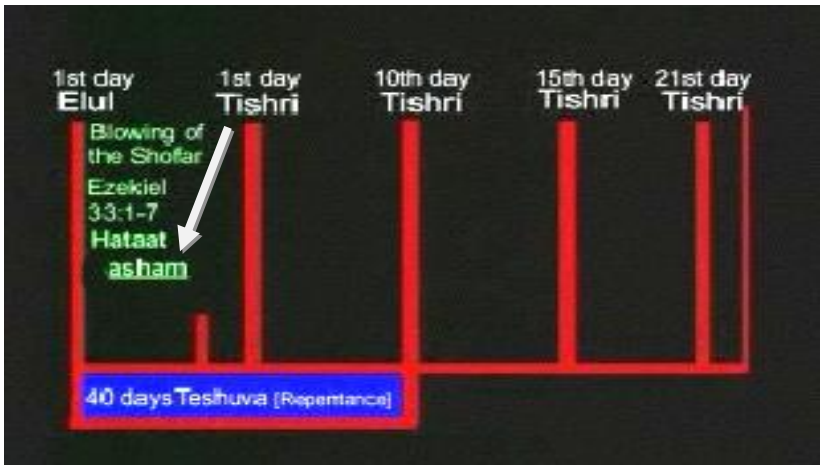 1st day
Elul
Blowing of
the Shofar
Ezekiel
33:1-7
Hataat
asham
1st day
Tishri
10th day
Tishri
15th day
Tishri
21st day
Tishri
40 days Teshuva [Repentance]